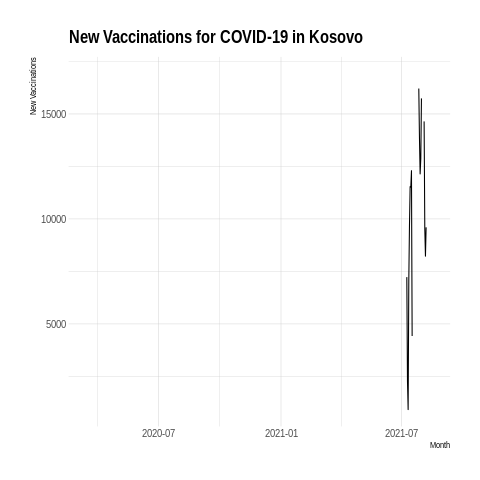 New Vaccinations for COVID-19 in Kosovo
New Vaccinations
15000
10000
5000
2020-07
2021-01
2021-07
Month